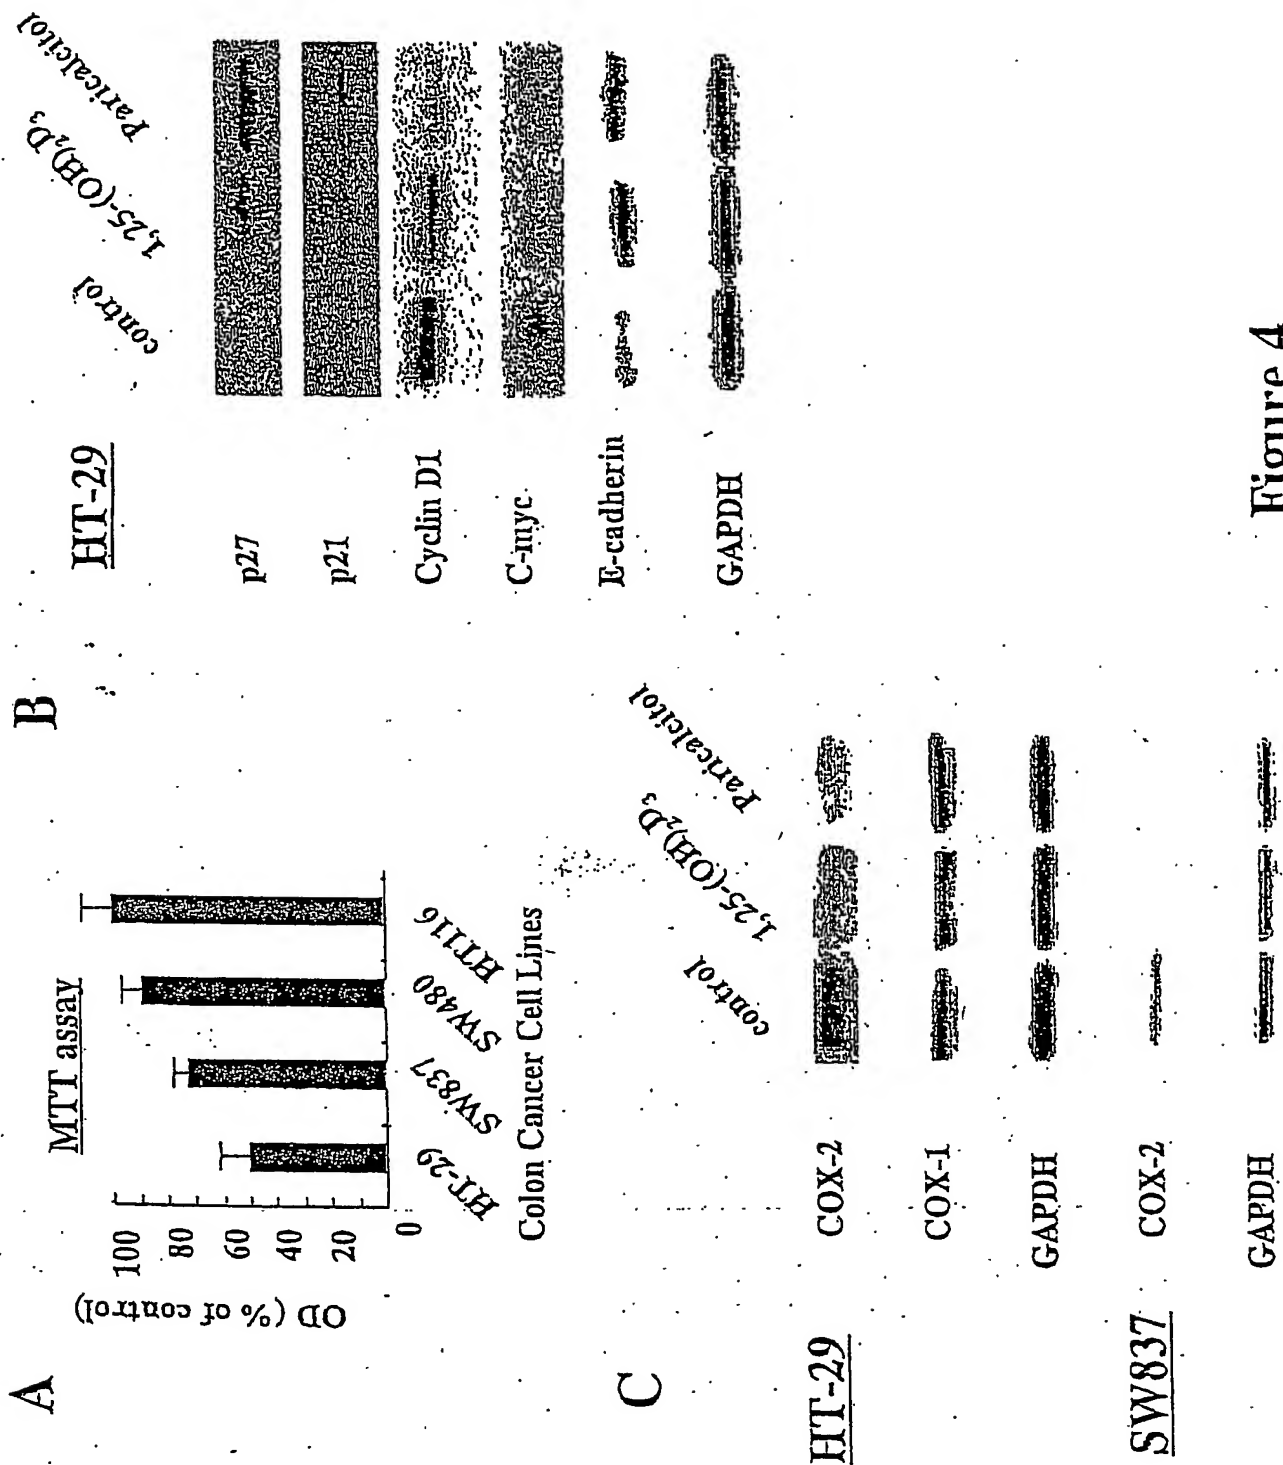 A
MTT assay
OD (% of control)
100
80
60
40
20
0
HT-29 SW837 SW480 HT116
Colon Cancer Cell Lines
B
HT-29
control 1,25-(OH)₂D₃ Paricalcitol
p27
p21
Cyclin D1
C-myc
E-cadherin
GAPDH
C
control 1,25-(OH)₂D₃ Paricalcitol
HT-29 COX-2
COX-1
GAPDH
SW837 COX-2
GAPDH
Figure 4